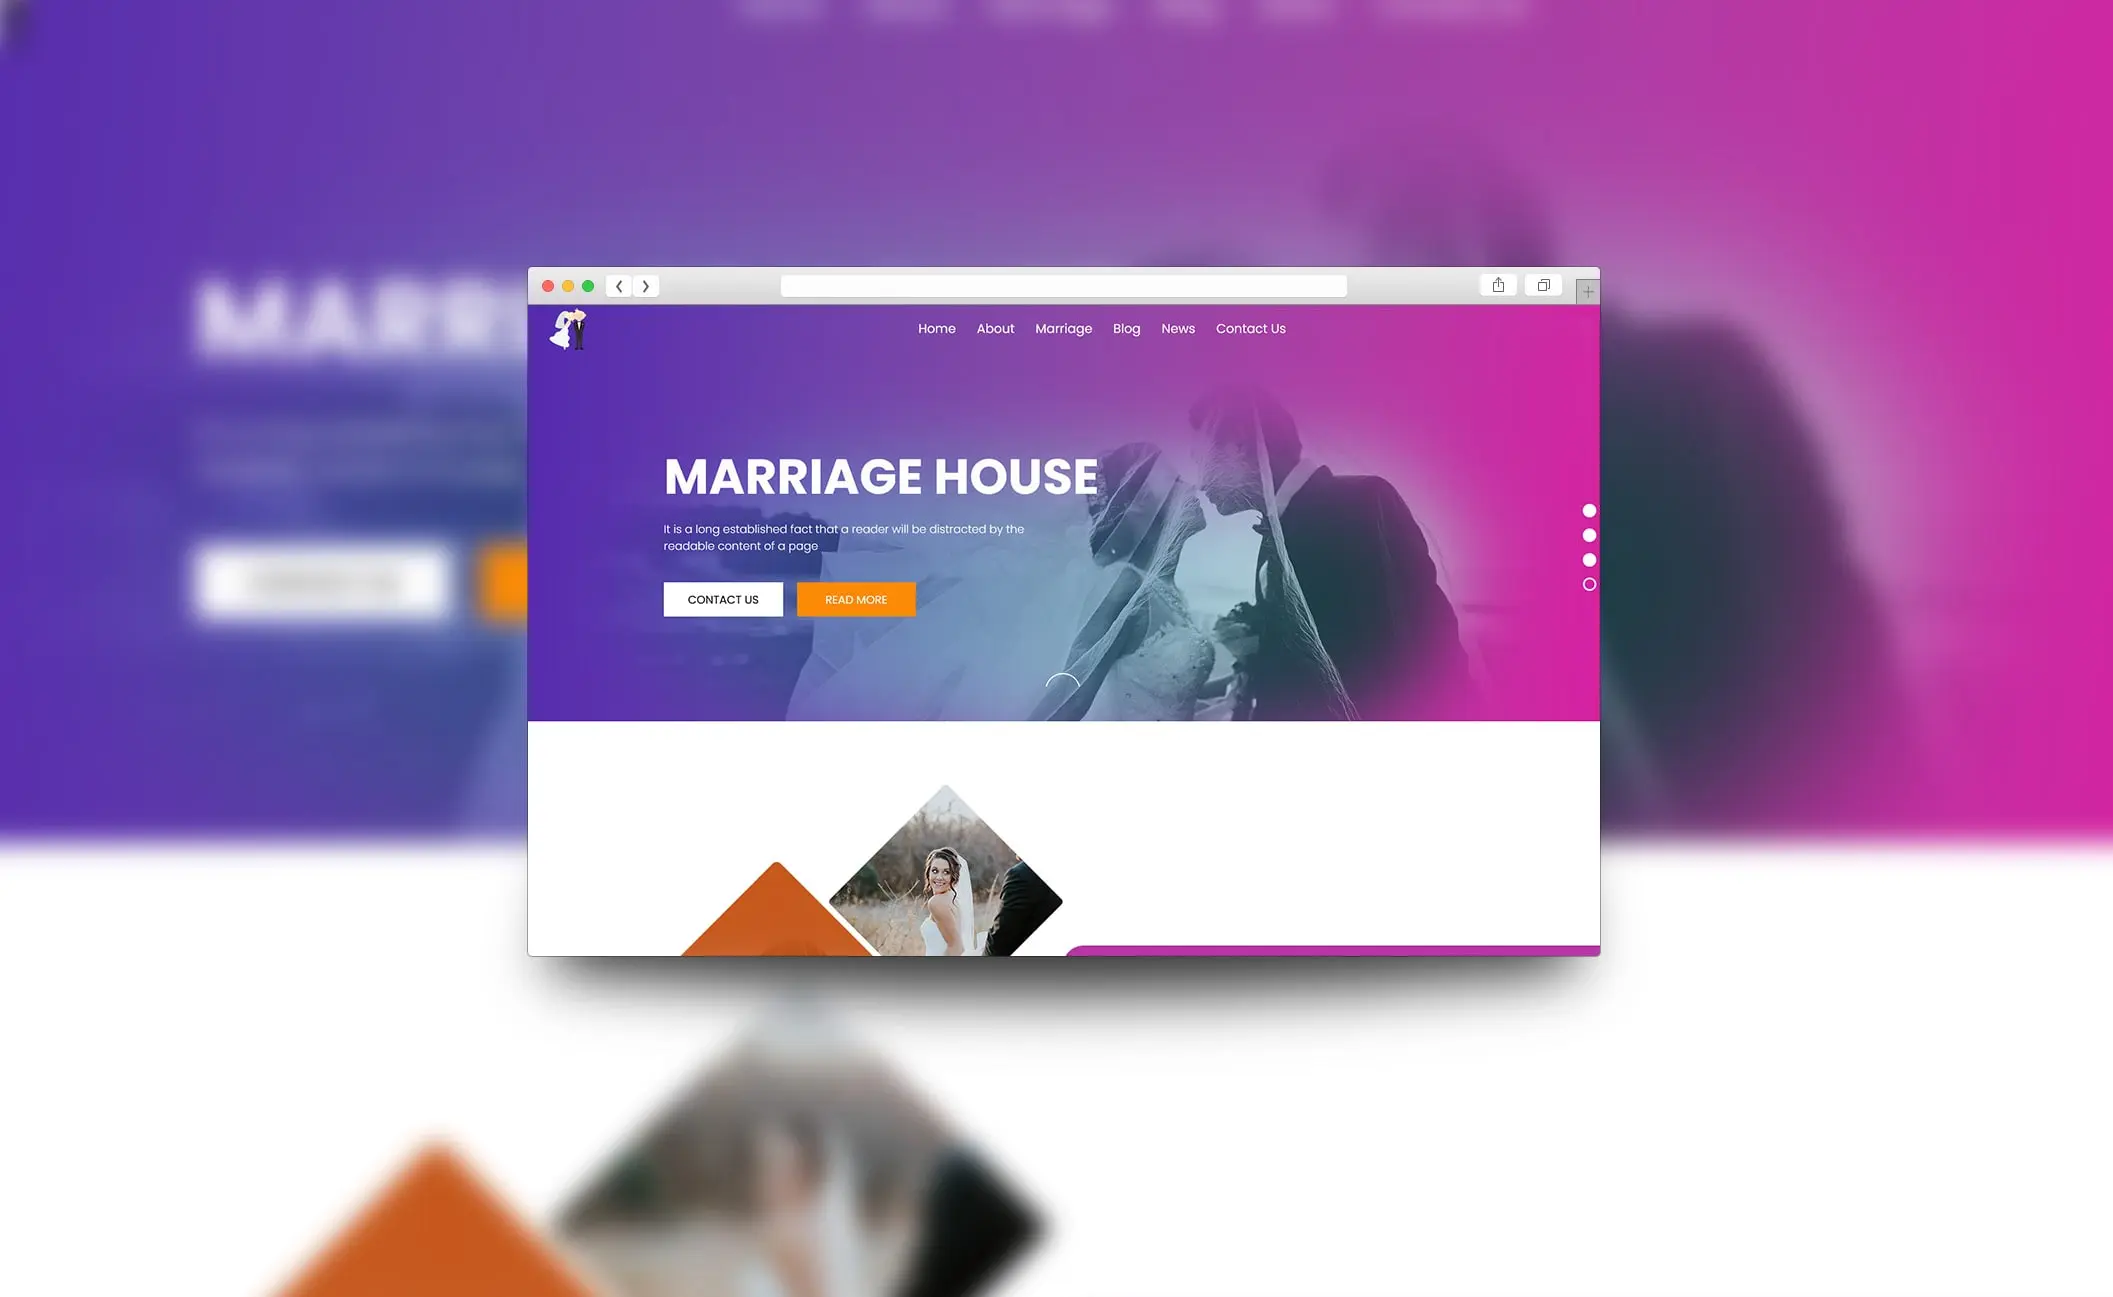 Home About Marriage Blog News Contact Us
MARRIAGE HOUSE
It is a long established fact that a reader will be distracted by the
readable content of a page
CONTACT US READ MORE